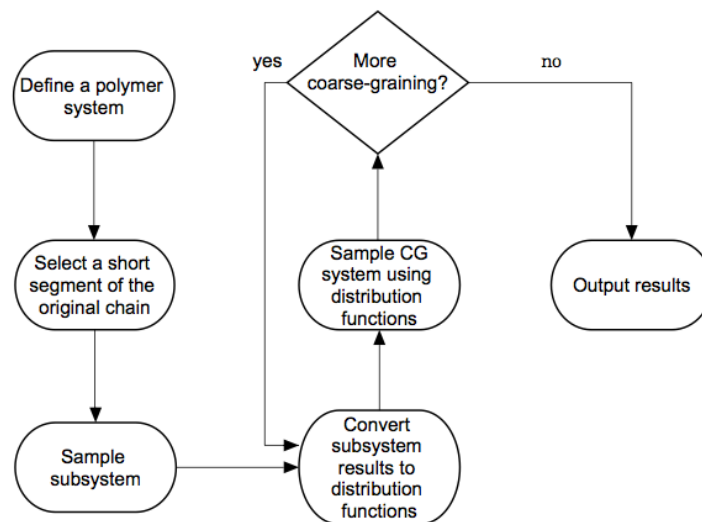 Define a polymer
system
Select a short
segment of the
original chain
Sample
subsystem
Convert
subsystem
results to
distribution
functions
Sample CG
system using
distribution
functions
More
coarse-graining?
yes
no
Output results